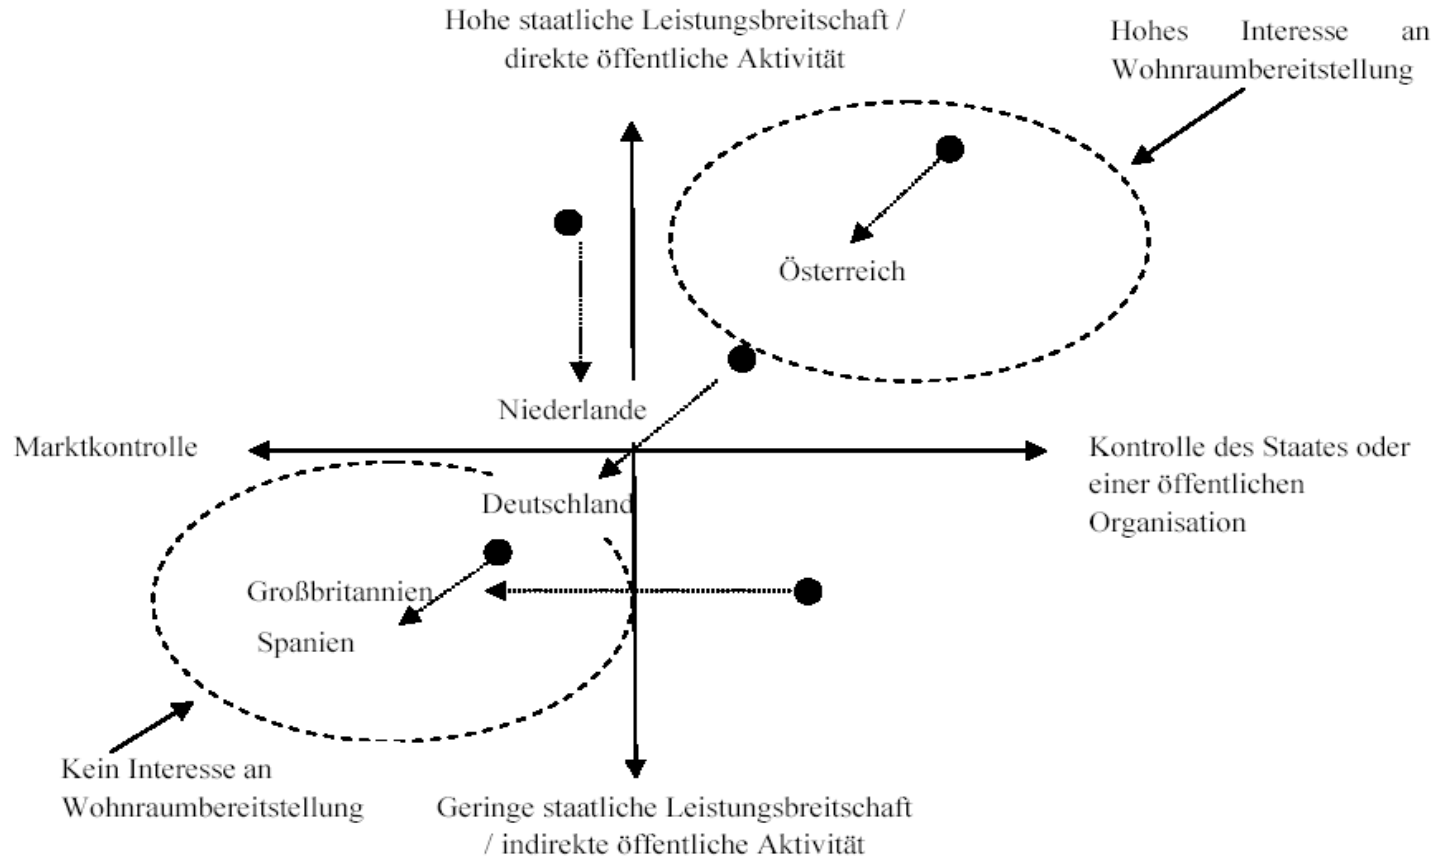 Hohe staatliche Leistungsbreitschaft /
direkte öffentliche Aktivität
Hohes Interesse an
Wohnraumbereitstellung
Österreich
Niederlande
Marktkontrolle
Kontrolle des Staates oder
einer öffentlichen
Organisation
Deutschland
Großbritannien
Spanien
Kein Interesse an
Wohnraumbereitstellung
Geringe staatliche Leistungsbreitschaft
/ indirekte öffentliche Aktivität